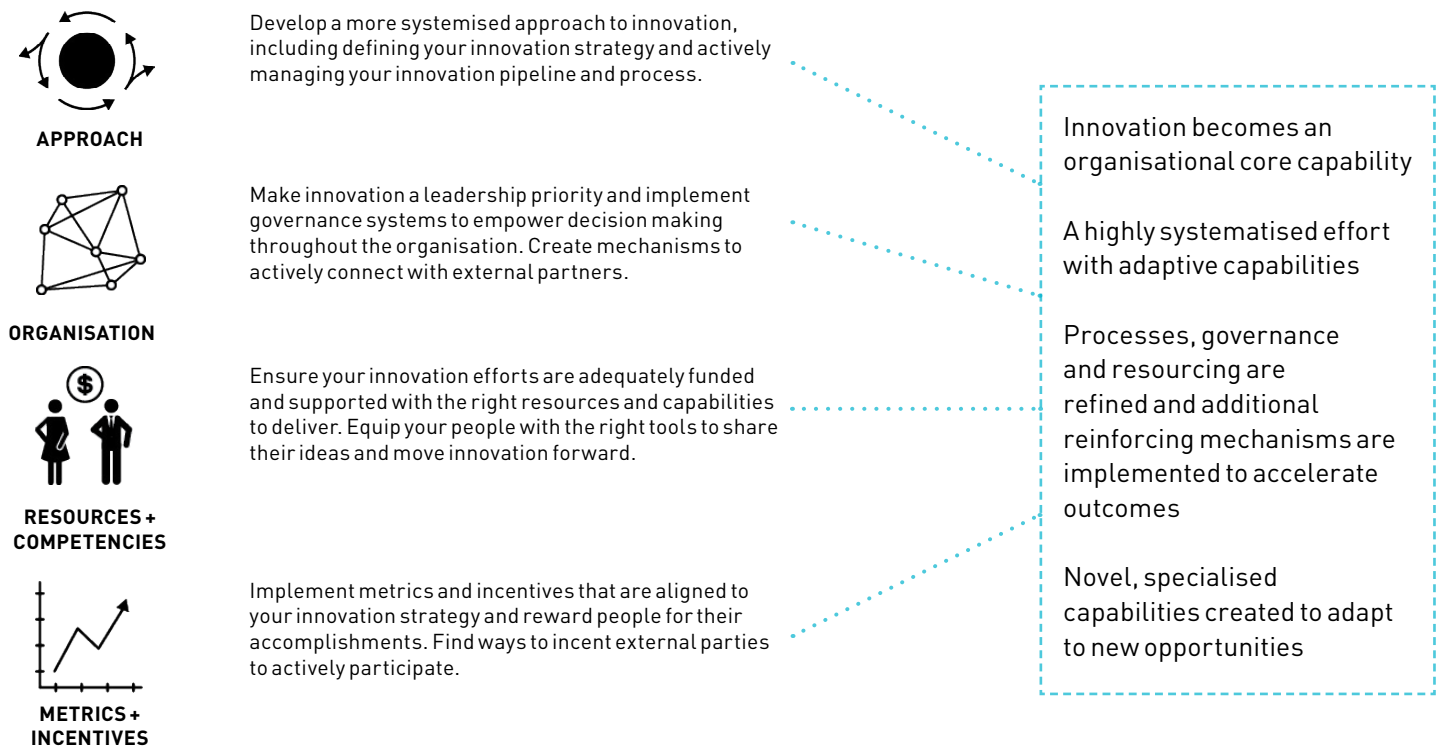 Develop a more systemised approach to innovation,
including defining your innovation strategy and actively
managing your innovation pipeline and process.
APPROACH
Make innovation a leadership priority and implement
governance systems to empower decision making
throughout the organisation. Create mechanisms to
actively connect with external partners.
ORGANISATION
$
Ensure your innovation efforts are adequately funded
and supported with the right resources and capabilities
to deliver. Equip your people with the right tools to share
their ideas and move innovation forward.
RESOURCES +
COMPETENCIES
Implement metrics and incentives that are aligned to
your innovation strategy and reward people for their
accomplishments. Find ways to incent external parties
to actively participate.
METRICS +
INCENTIVES
Innovation becomes an
organisational core capability
A highly systematised effort
with adaptive capabilities
Processes, governance
and resourcing are
refined and additional
reinforcing mechanisms are
implemented to accelerate
outcomes
Novel, specialised
capabilities created to adapt
to new opportunities